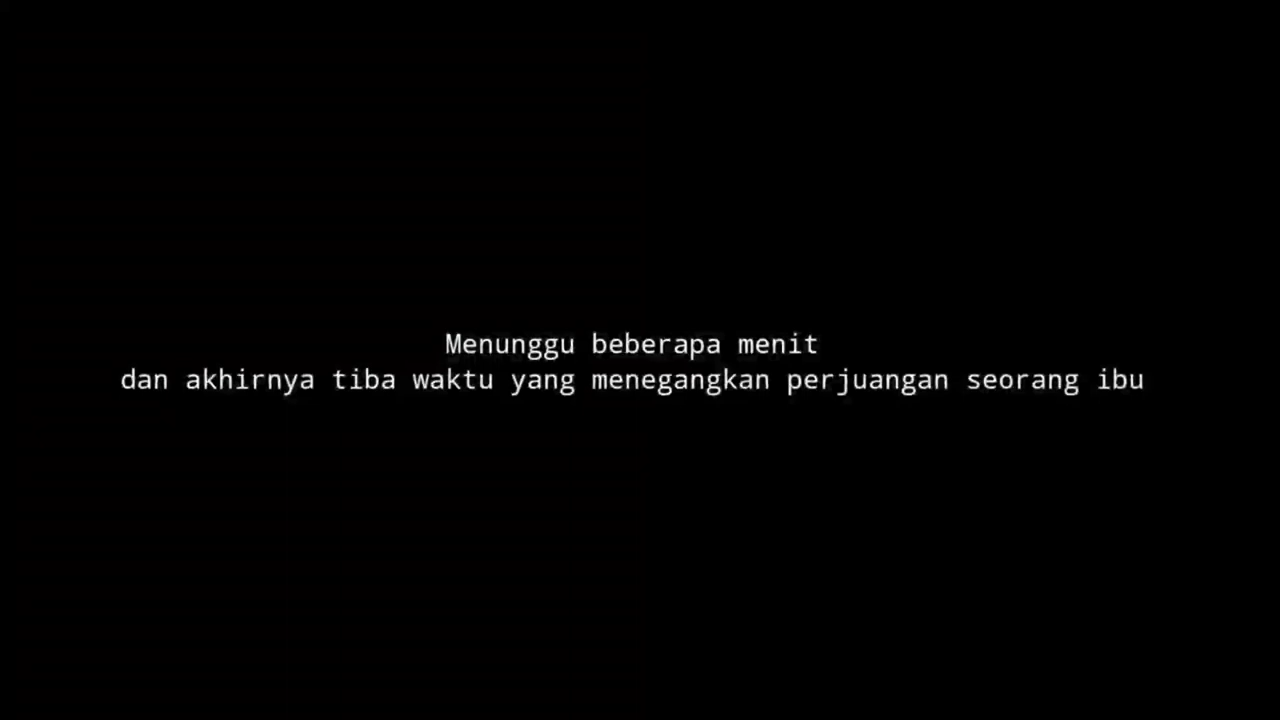 Menunggu beberapa menit
dan akhirnya tiba waktu yang menegangkan perjuangan seorang ibu